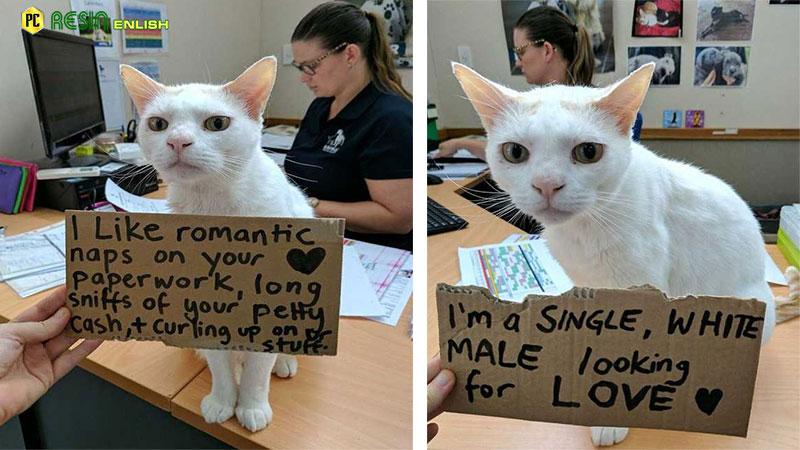 PC RESIN ENLISH
I Like romantic
naps on your ♥
paperwork, long
sniffs of your petty
cash, + curling up on ur
stuff.
I'm a SINGLE, WHITE
MALE looking
for LOVE ♥